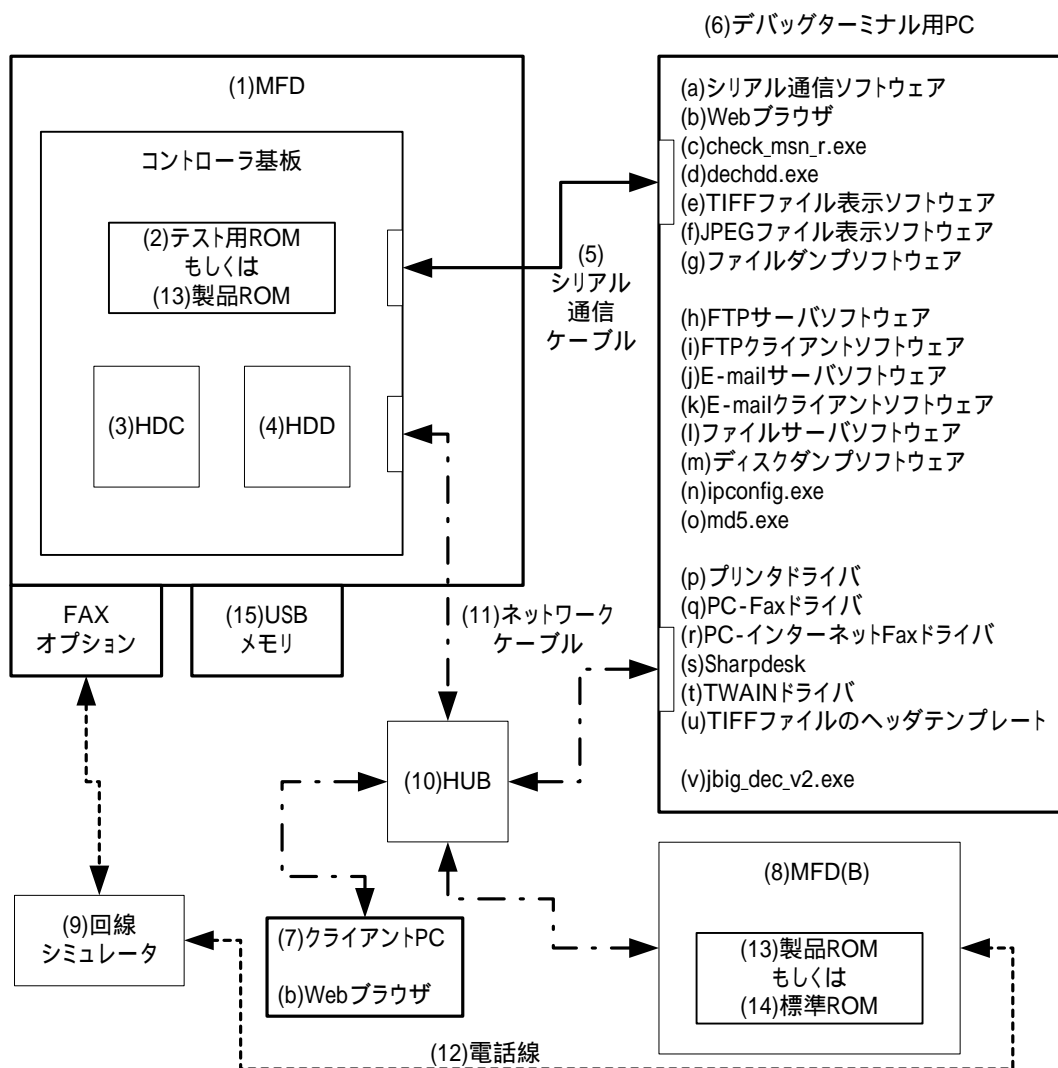 (6)デバッグターミナル用PC
(1)MFD
コントローラ基板
(2)テスト用ROM
もしくは
(13)製品ROM
(3)HDC
(4)HDD
FAX
オプション
(15)USB
メモリ
(5)
シリアル
通信
ケーブル
(a)シリアル通信ソフトウェア
(b)Webブラウザ
(c)check_msn_r.exe
(d)dechdd.exe
(e)TIFFファイル表示ソフトウェア
(f)JPEGファイル表示ソフトウェア
(g)ファイルダンプソフトウェア
(h)FTPサーバソフトウェア
(i)FTPクライアントソフトウェア
(j)E-mailサーバソフトウェア
(k)E-mailクライアントソフトウェア
(l)ファイルサーバソフトウェア
(m)ディスクダンプソフトウェア
(n)ipconfig.exe
(o)md5.exe
(p)プリンタドライバ
(q)PC-Faxドライバ
(r)PC-インターネットFaxドライバ
(s)Sharpdesk
(t)TWAINドライバ
(u)TIFFファイルのヘッダテンプレート
(v)jbig_dec_v2.exe
(11)ネットワーク
ケーブル
(10)HUB
(9)回線
シミュレータ
(7)クライアントPC
(b)Webブラウザ
(8)MFD(B)
(13)製品ROM
もしくは
(14)標準ROM
(12)電話線